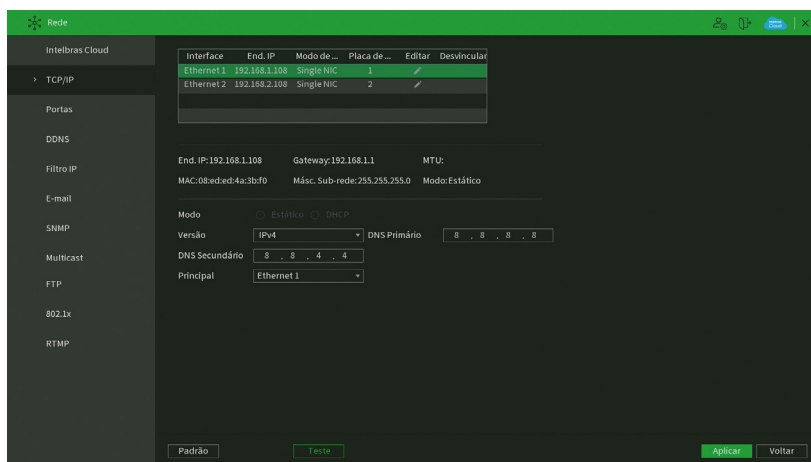 Rede
Intelbras Cloud
TCP/IP
Portas
DDNS
Filtro IP
E-mail
SNMP
Multicast
FTP
802.1x
RTMP
Interface End. IP Modo de ... Placa de ... Editar Desvincular
Ethernet 1 192.168.1.108 Single NIC 1
Ethernet 2 192.168.2.108 Single NIC 2
End. IP:192.168.1.108 Gateway:192.168.1.1 MTU:
MAC:08:ed:ed:4a:3b:f0 Másc. Sub-rede:255.255.255.0 Modo:Estático
Modo Estático DHCP
Versão IPv4 DNS Primário 8 . 8 . 8 . 8
DNS Secundário 8 . 8 . 4 . 4
Principal Ethernet 1
Padrão Teste Aplicar Voltar